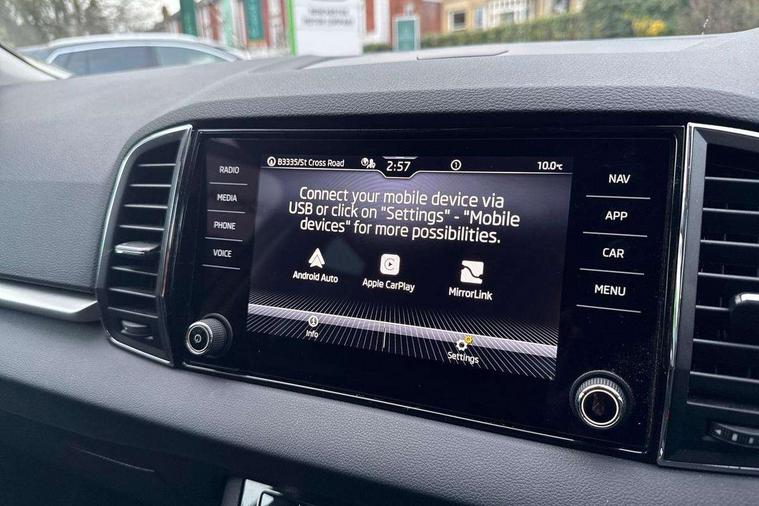 B3335/St Cross Road
2:57
1
10.0°C
RADIO
MEDIA
PHONE
VOICE
Connect your mobile device via
USB or click on "Settings" - "Mobile
devices" for more possibilities.
Android Auto
Apple CarPlay
MirrorLink
Info
Settings
NAV
APP
CAR
MENU